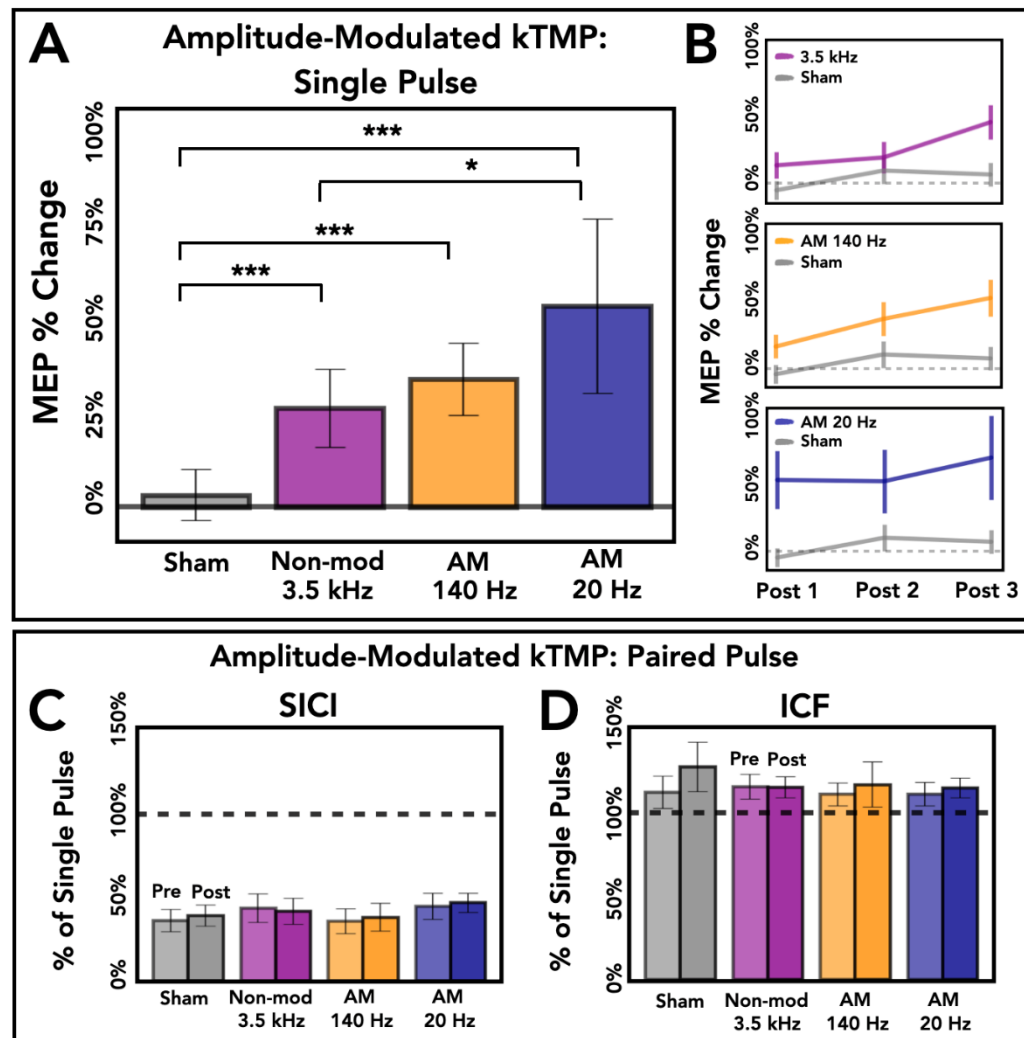 A
Amplitude-Modulated kTMP:
Single Pulse
MEP % Change
100%
75%
50%
25%
0%
***
*
***
***
Sham
Non-mod
3.5 kHz
AM
140 Hz
AM
20 Hz
B
MEP % Change
100%
50%
0%
3.5 kHz
Sham
100%
50%
0%
AM 140 Hz
Sham
100%
50%
0%
AM 20 Hz
Sham
Post 1 Post 2 Post 3
Amplitude-Modulated kTMP: Paired Pulse
C
SICI
% of Single Pulse
150%
100%
50%
0%
Pre Post
Sham
Non-mod
3.5 kHz
AM
140 Hz
AM
20 Hz
D
ICF
% of Single Pulse
150%
100%
50%
0%
Pre Post
Sham
Non-mod
3.5 kHz
AM
140 Hz
AM
20 Hz